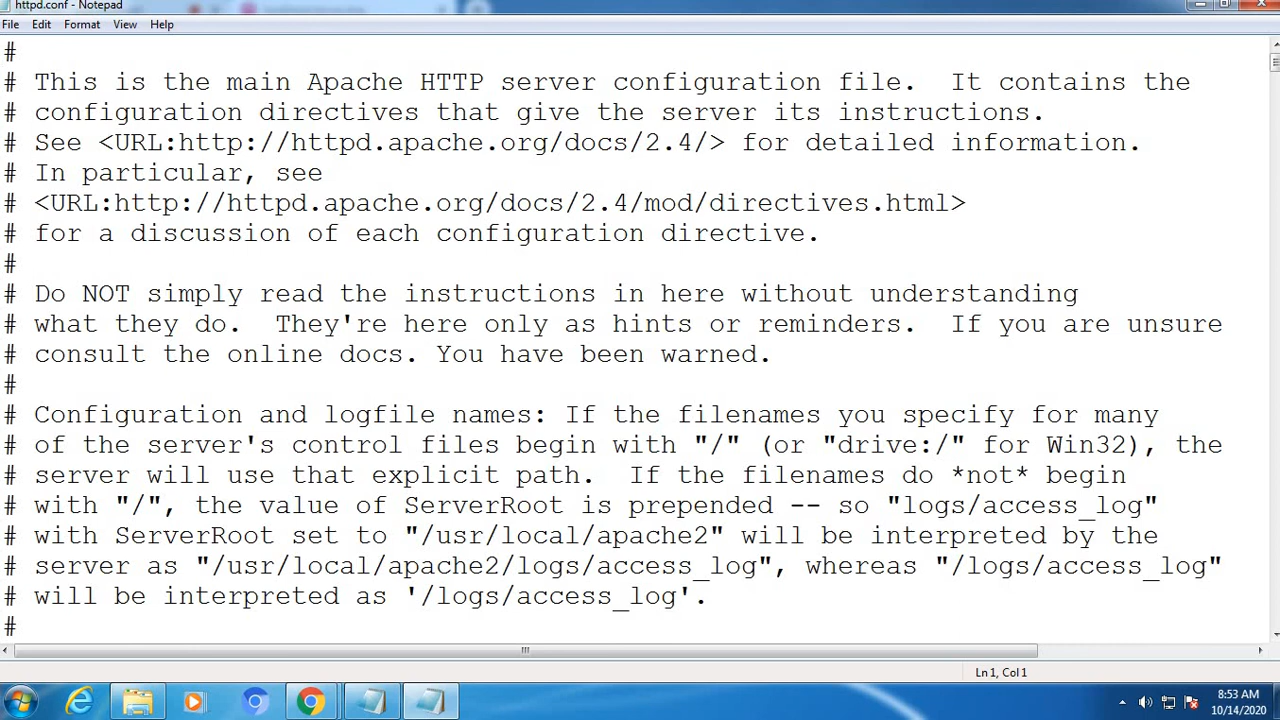 httpd.conf - Notepad
File Edit Format View Help
#
# This is the main Apache HTTP server configuration file.  It contains the
# configuration directives that give the server its instructions.
# See <URL:http://httpd.apache.org/docs/2.4/> for detailed information.
# In particular, see
# <URL:http://httpd.apache.org/docs/2.4/mod/directives.html>
# for a discussion of each configuration directive.
#
# Do NOT simply read the instructions in here without understanding
# what they do.  They're here only as hints or reminders.  If you are unsure
# consult the online docs. You have been warned.
#
# Configuration and logfile names: If the filenames you specify for many
# of the server's control files begin with "/" (or "drive:/" for Win32), the
# server will use that explicit path.  If the filenames do *not* begin
# with "/", the value of ServerRoot is prepended -- so "logs/access_log"
# with ServerRoot set to "/usr/local/apache2" will be interpreted by the
# server as "/usr/local/apache2/logs/access_log", whereas "/logs/access_log"
# will be interpreted as '/logs/access_log'.
#
Ln 1, Col 1
8:53 AM
10/14/2020